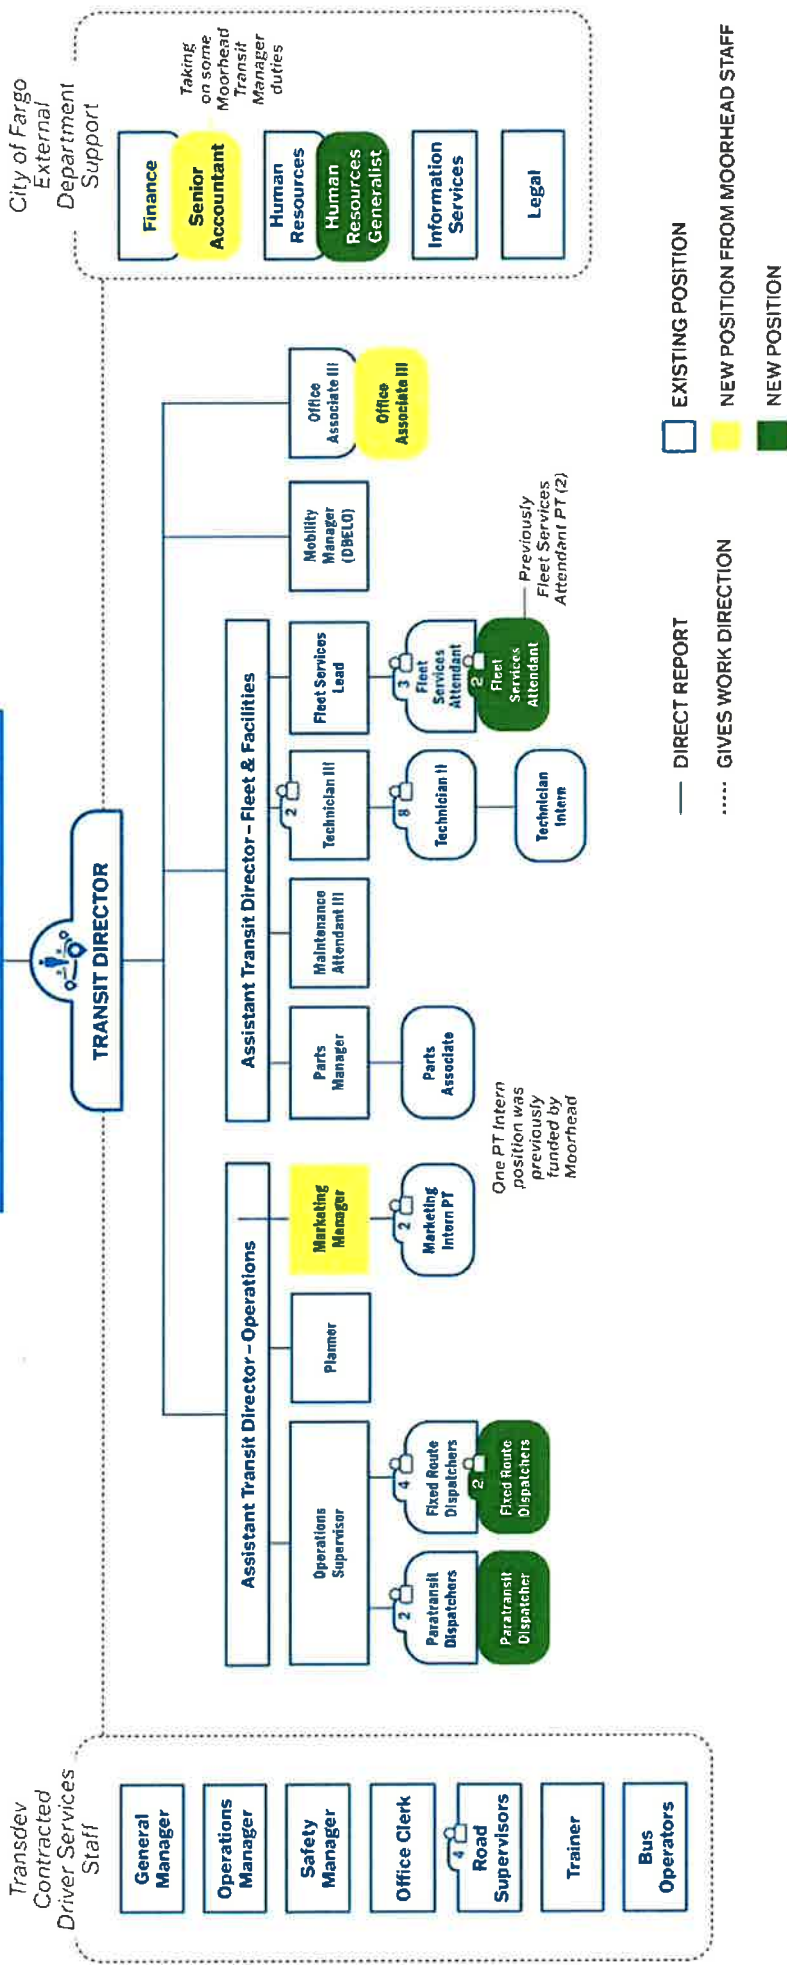 Transdev
Contracted
Driver Services
Staff
General
Manager
Operations
Manager
Safety
Manager
Office Clerk
4
Road
Supervisors
Trainer
Bus
Operators
TRANSIT DIRECTOR
Assistant Transit Director – Operations
Operations
Supervisor
2
Paratransit
Dispatchers
Paratransit
Dispatcher
4
Fixed Route
Dispatchers
2
Fixed Route
Dispatchers
Planner
Marketing
Manager
2
Marketing
Intern PT
One PT Intern
position was
previously
funded by
Moorhead
Assistant Transit Director – Fleet & Facilities
Parts
Manager
Parts
Associate
Maintenance
Attendant III
2
Technician III
8
Technician II
Technician
Intern
Fleet Services
Lead
3
Fleet
Services
Attendant
2
Fleet
Services
Attendant
Previously
Fleet Services
Attendant PT (2)
Mobility
Manager
(DBELO)
Office
Associate III
Office
Associate III
City of Fargo
External
Department
Support
Finance
Senior
Accountant
Taking
on some
Moorhead
Transit
Manager
duties
Human
Resources
Human
Resources
Generalist
Information
Services
Legal
DIRECT REPORT
GIVES WORK DIRECTION
EXISTING POSITION
NEW POSITION FROM MOORHEAD STAFF
NEW POSITION